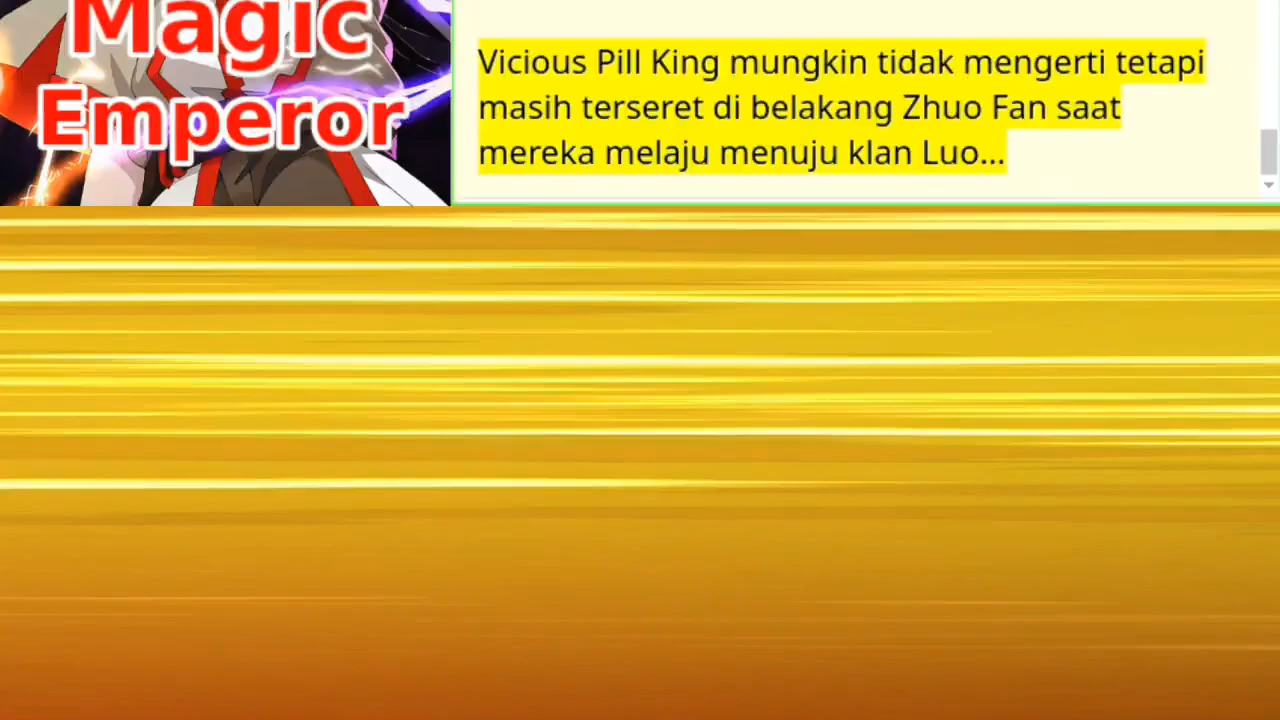 Magic
Emperor
Vicious Pill King mungkin tidak mengerti tetapi
masih terseret di belakang Zhuo Fan saat
mereka melaju menuju klan Luo...